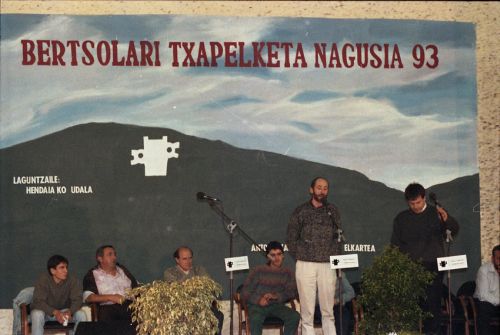 BERTSOLARI TXAPELKETA NAGUSIA 93
LAGUNTZAILE:
HENDAIA KO UDALA
ELKARTEA